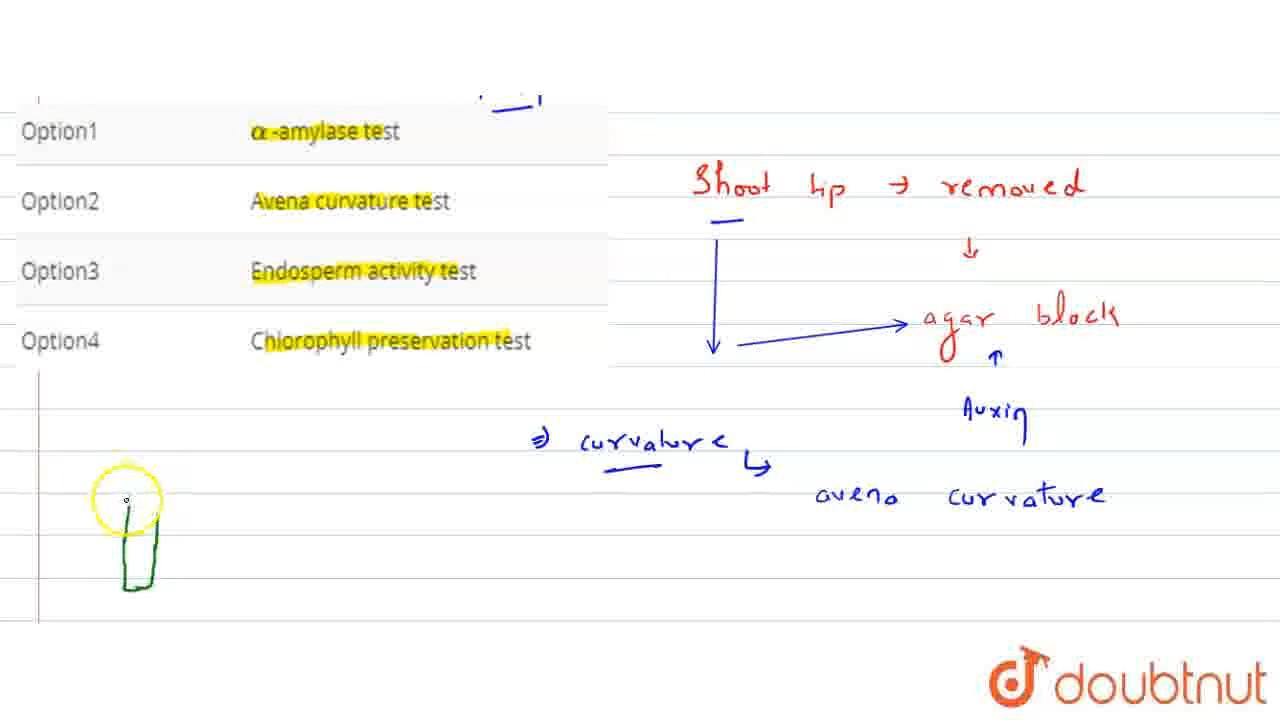 Option1 α-amylase test
Option2 Avena curvature test
Option3 Endosperm activity test
Option4 Chlorophyll preservation test
Shoot tip → removed
↓
agar block
↑
Auxin
⇒ curvature ↳
avena curvature
doubtnut